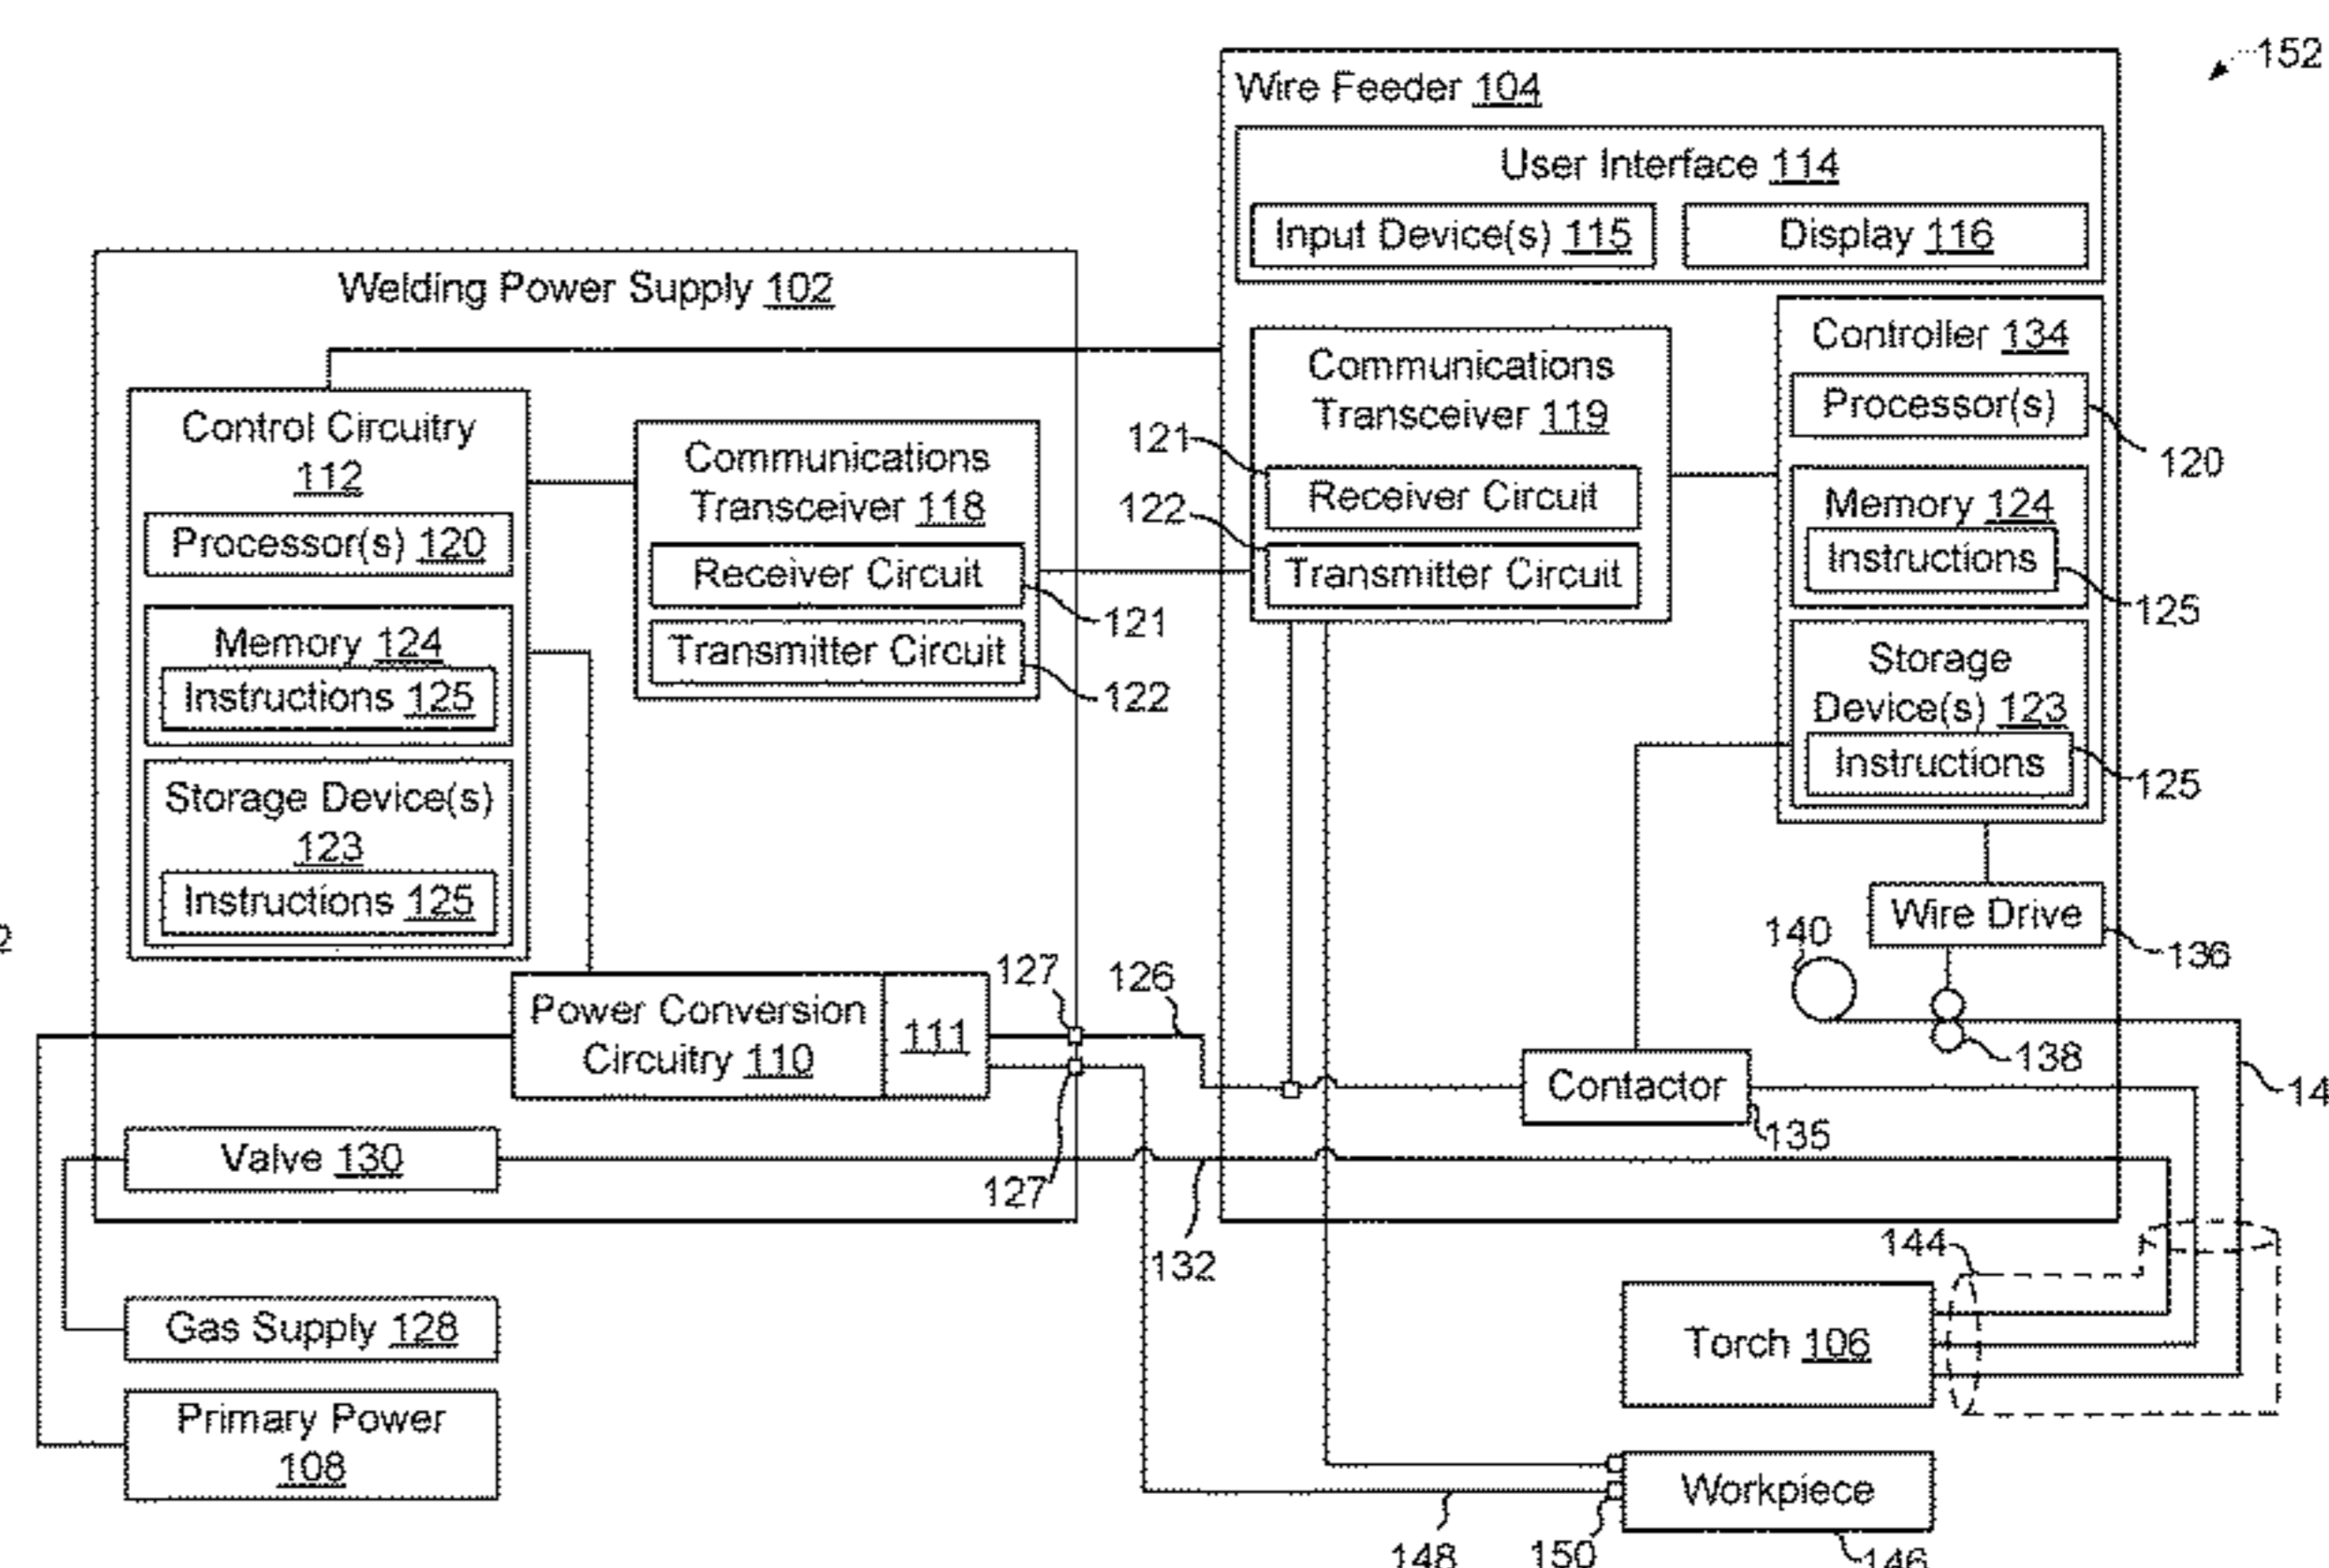 152
Wire Feeder 104
User Interface 114
Input Device(s) 115
Display 116
Welding Power Supply 102
Control Circuitry
112
Processor(s) 120
Memory 124
Instructions 125
Storage Device(s)
123
Instructions 125
Communications
Transceiver 118
Receiver Circuit
121
Transmitter Circuit
122
Communications
Transceiver 119
121
Receiver Circuit
122
Transmitter Circuit
Controller 134
Processor(s)
120
Memory 124
Instructions
125
Storage
Device(s) 123
Instructions
125
Wire Drive
136
140
138
14
2
Power Conversion
Circuitry 110
111
127
126
127
Contactor
135
Valve 130
132
Gas Supply 128
Primary Power
108
144
Torch 106
Workpiece
148
150
146